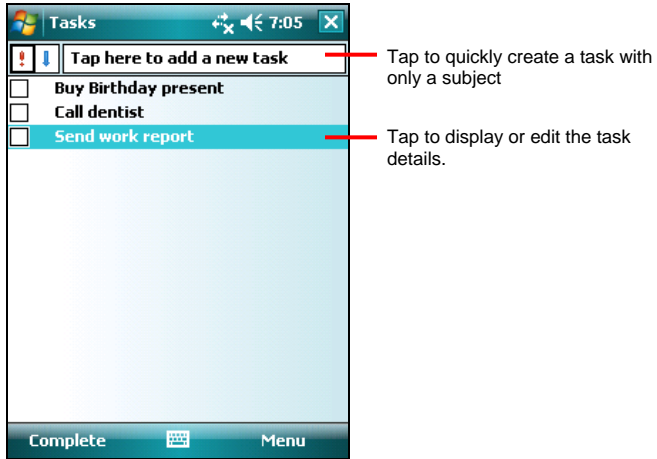 Tasks 7:05
Tap here to add a new task
Buy Birthday present
Call dentist
Send work report
Complete Menu
Tap to quickly create a task with
only a subject
Tap to display or edit the task
details.